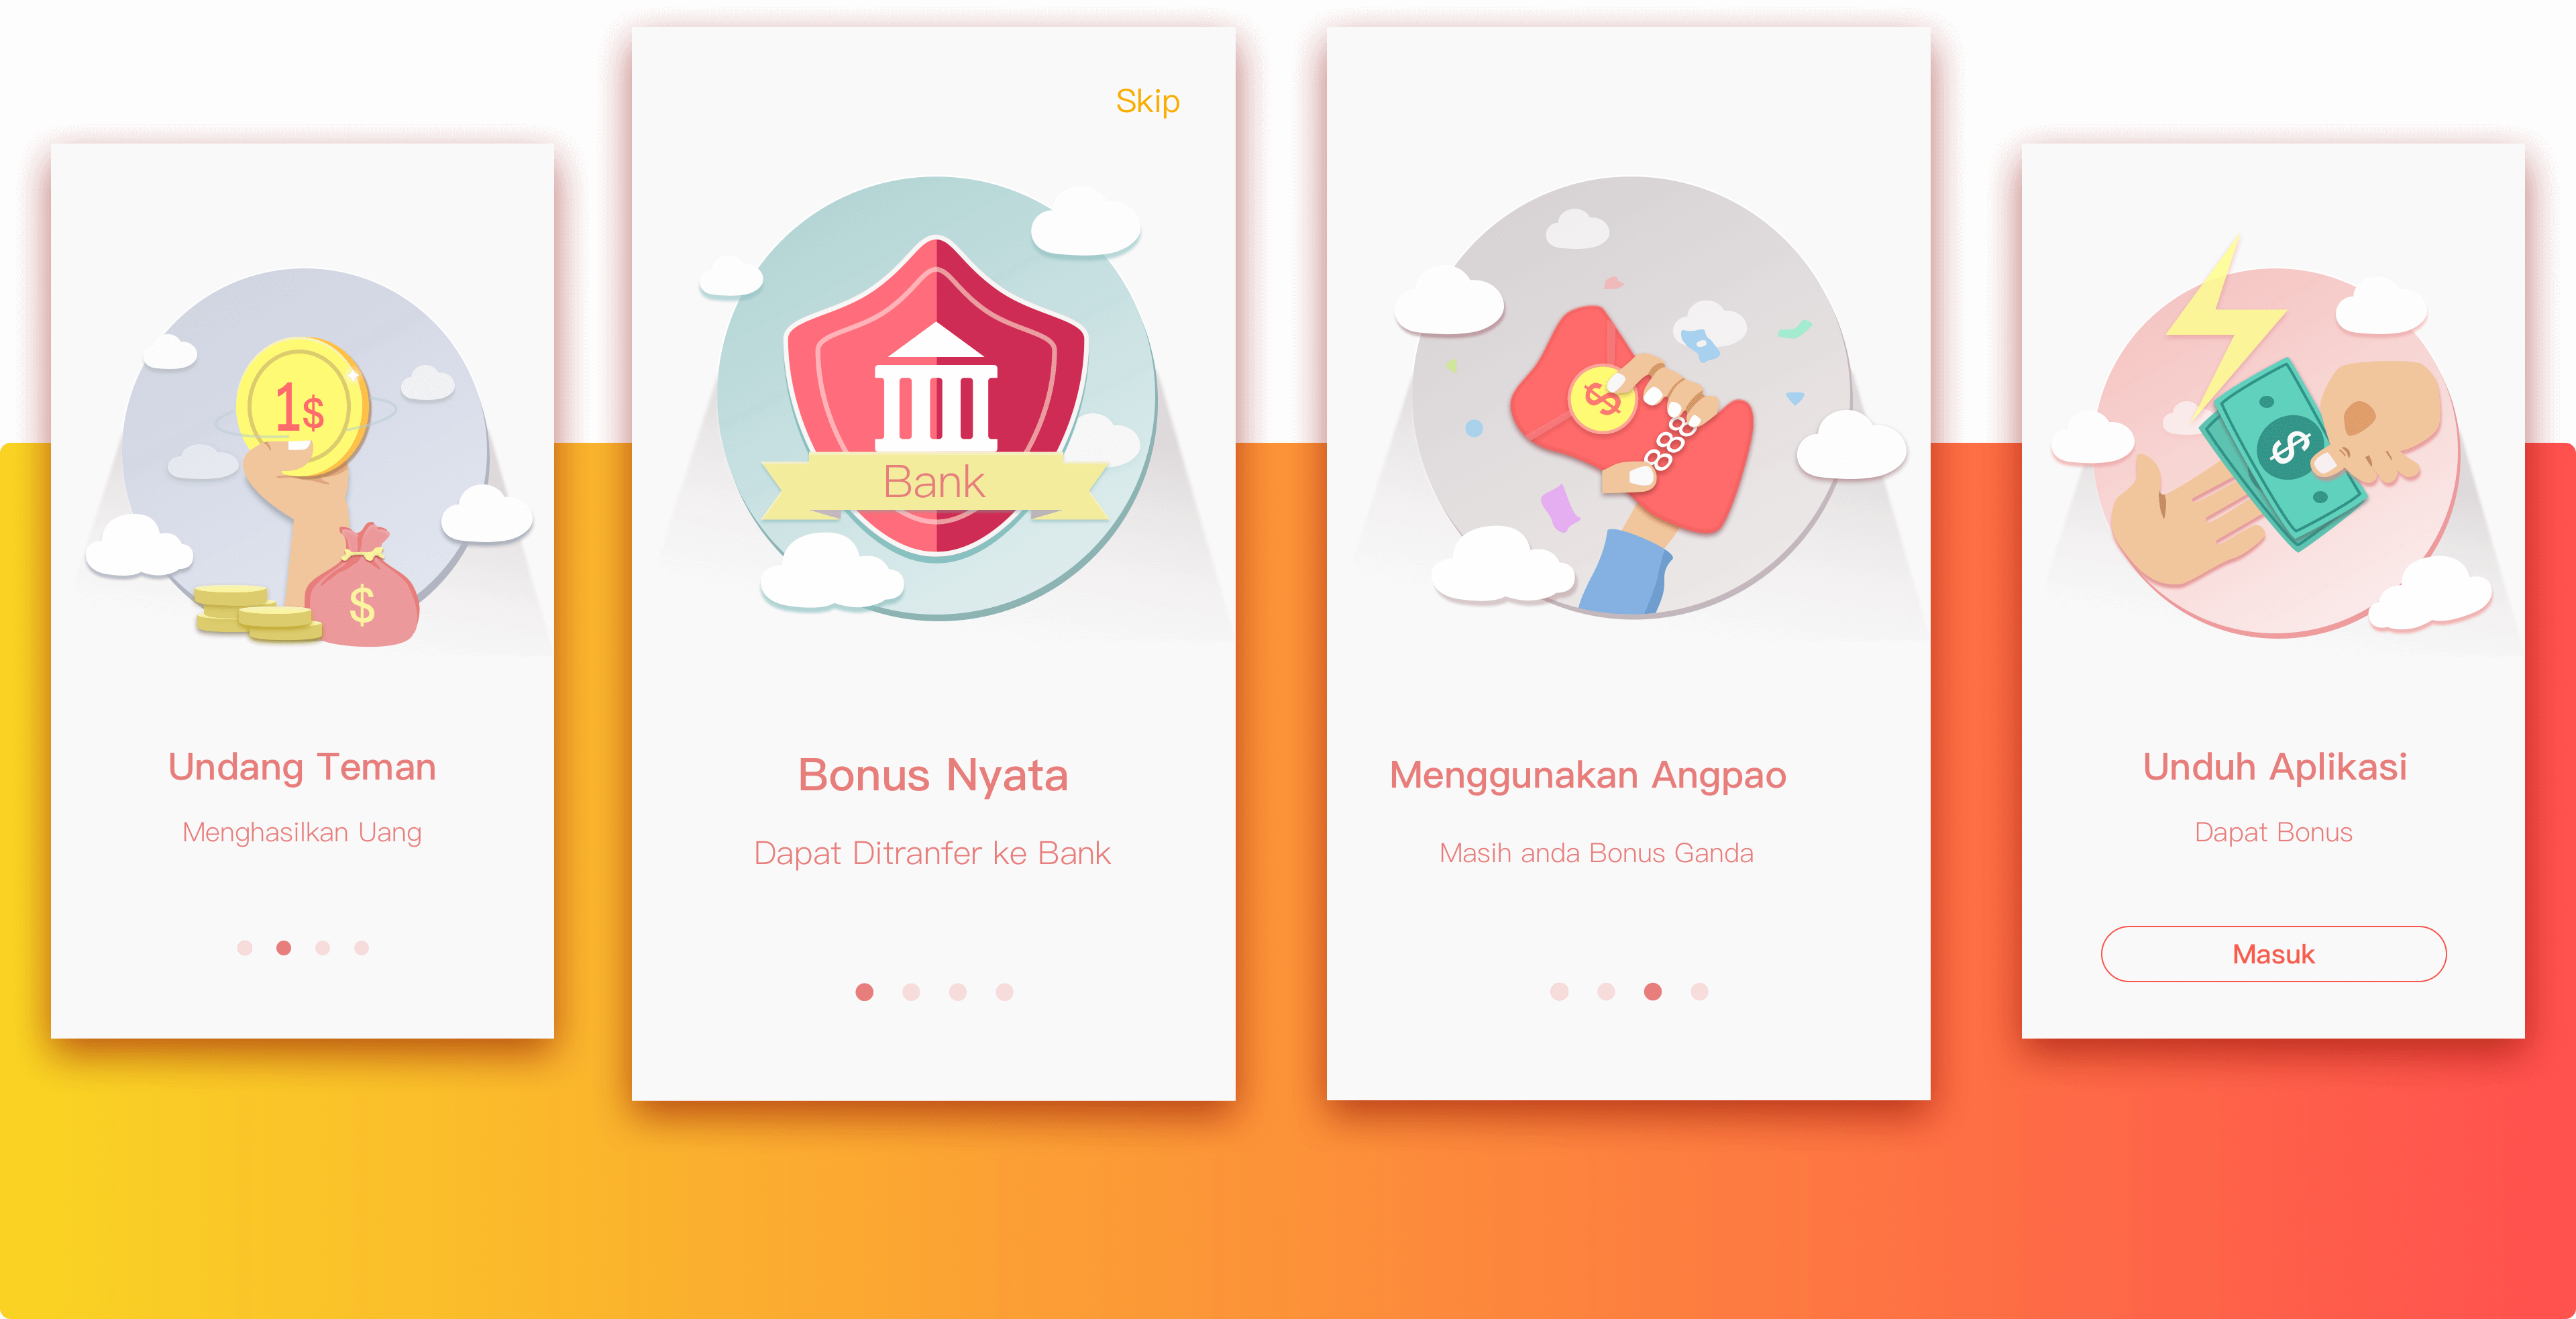 1$
$
Undang Teman
Menghasilkan Uang
Skip
Bank
Bonus Nyata
Dapat Ditranfer ke Bank
$
888
Menggunakan Angpao
Masih anda Bonus Ganda
$
Unduh Aplikasi
Dapat Bonus
Masuk